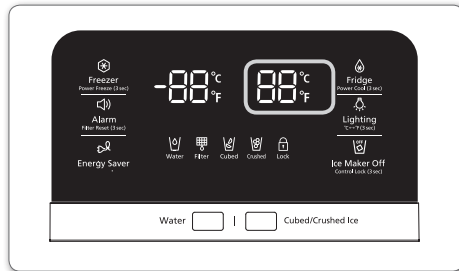 Freezer
Power Freeze (3 sec)
Alarm
Filter Reset (3 sec)
Energy Saver
-88 °C °F
88 °C °F
Water Filter Cubed Crushed Lock
Fridge
Power Cool (3 sec)
Lighting
°C↔°F (3 sec)
OFF
Ice Maker Off
Control Lock (3 sec)
Water | Cubed/Crushed Ice